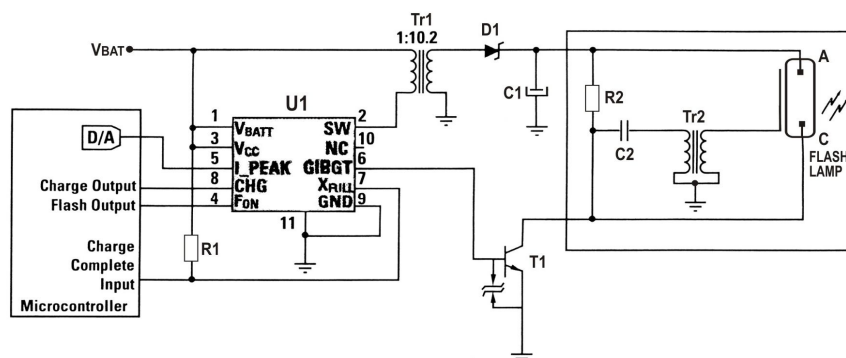 Tr1
1:10.2
D1
VBAT
C1
R2
A
Tr2
C2
C
FLASH
LAMP
U1
D/A
1 VBATT SW 2
3 VCC NC 10
5 I_PEAK GIBGT 6
Charge Output 8 CHG XRILL 7
Flash Output 4 FON GND 9
11
R1
Charge
Complete
Input
Microcontroller
T1